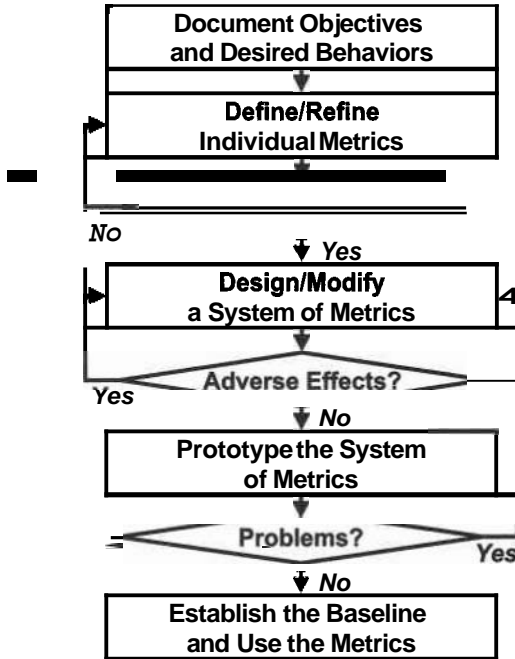 Document Objectives
and Desired Behaviors
Define/Refine
Individual Metrics
No
Yes
Design/Modify
a System of Metrics
Adverse Effects?
Yes
No
Prototype the System
of Metrics
Problems?
Yes
No
Establish the Baseline
and Use the Metrics